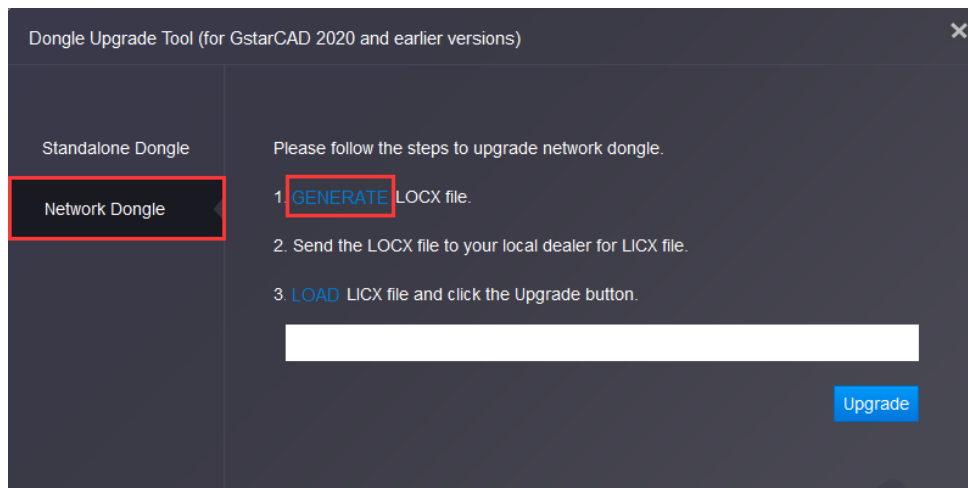 Dongle Upgrade Tool (for GstarCAD 2020 and earlier versions)
Standalone Dongle
Network Dongle
Please follow the steps to upgrade network dongle.
1. GENERATE LOCX file.
2. Send the LOCX file to your local dealer for LICX file.
3. LOAD LICX file and click the Upgrade button.
Upgrade